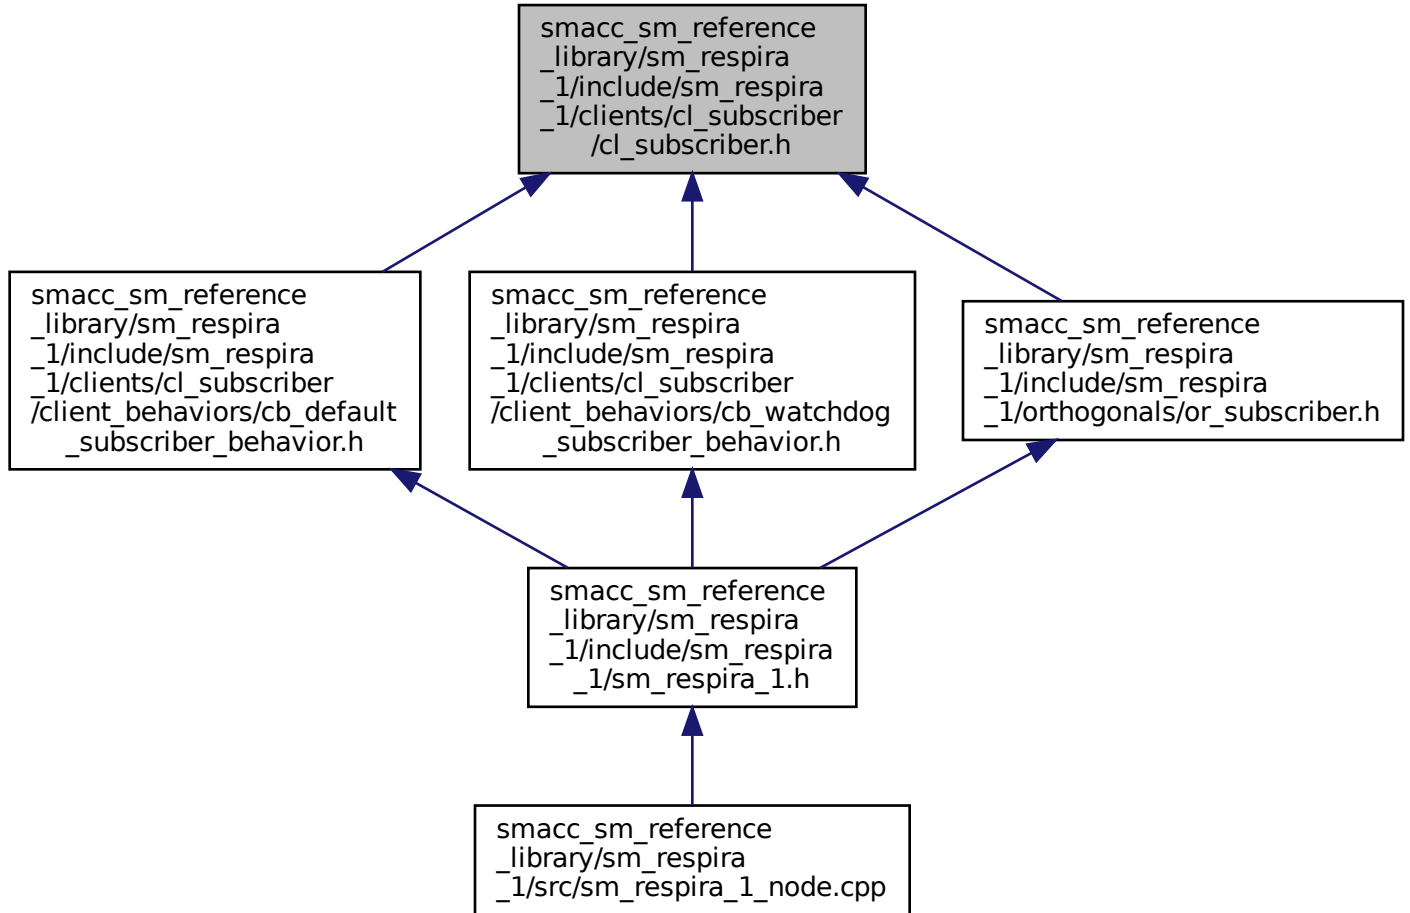 smacc_sm_reference
_library/sm_respira
_1/include/sm_respira
_1/clients/cl_subscriber
/cl_subscriber.h
smacc_sm_reference
_library/sm_respira
_1/include/sm_respira
_1/clients/cl_subscriber
/client_behaviors/cb_default
_subscriber_behavior.h
smacc_sm_reference
_library/sm_respira
_1/include/sm_respira
_1/clients/cl_subscriber
/client_behaviors/cb_watchdog
_subscriber_behavior.h
smacc_sm_reference
_library/sm_respira
_1/include/sm_respira
_1/orthogonals/or_subscriber.h
smacc_sm_reference
_library/sm_respira
_1/include/sm_respira
_1/sm_respira_1.h
smacc_sm_reference
_library/sm_respira
_1/src/sm_respira_1_node.cpp